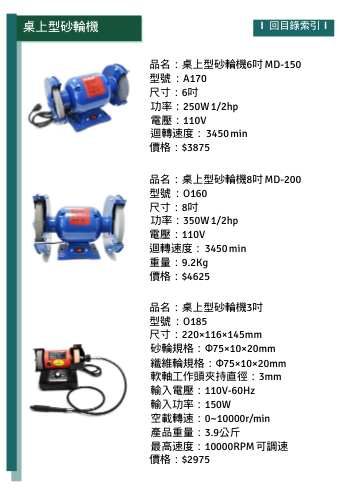 桌上型砂輪機
I 回目錄索引 I
品名：桌上型砂輪機6吋 MD-150
型號 ：A170
尺寸：6吋
功率：250W 1/2hp
電壓：110V
迴轉速度： 3450 min
價格：$3875
品名：桌上型砂輪機8吋 MD-200
型號 ：O160
尺寸：8吋
功率：350W 1/2hp
電壓：110V
迴轉速度： 3450 min
重量：9.2Kg
價格：$4625
品名：桌上型砂輪機3吋
型號 ：O185
尺寸：220×116×145mm
砂輪規格：Φ75×10×20mm
纖維輪規格：Φ75×10×20mm
軟軸工作頭夾持直徑：3mm
輸入電壓：110V-60Hz
輸入功率：150W
空載轉速：0~10000r/min
產品重量：3.9公斤
最高速度：10000RPM 可調速
價格：$2975